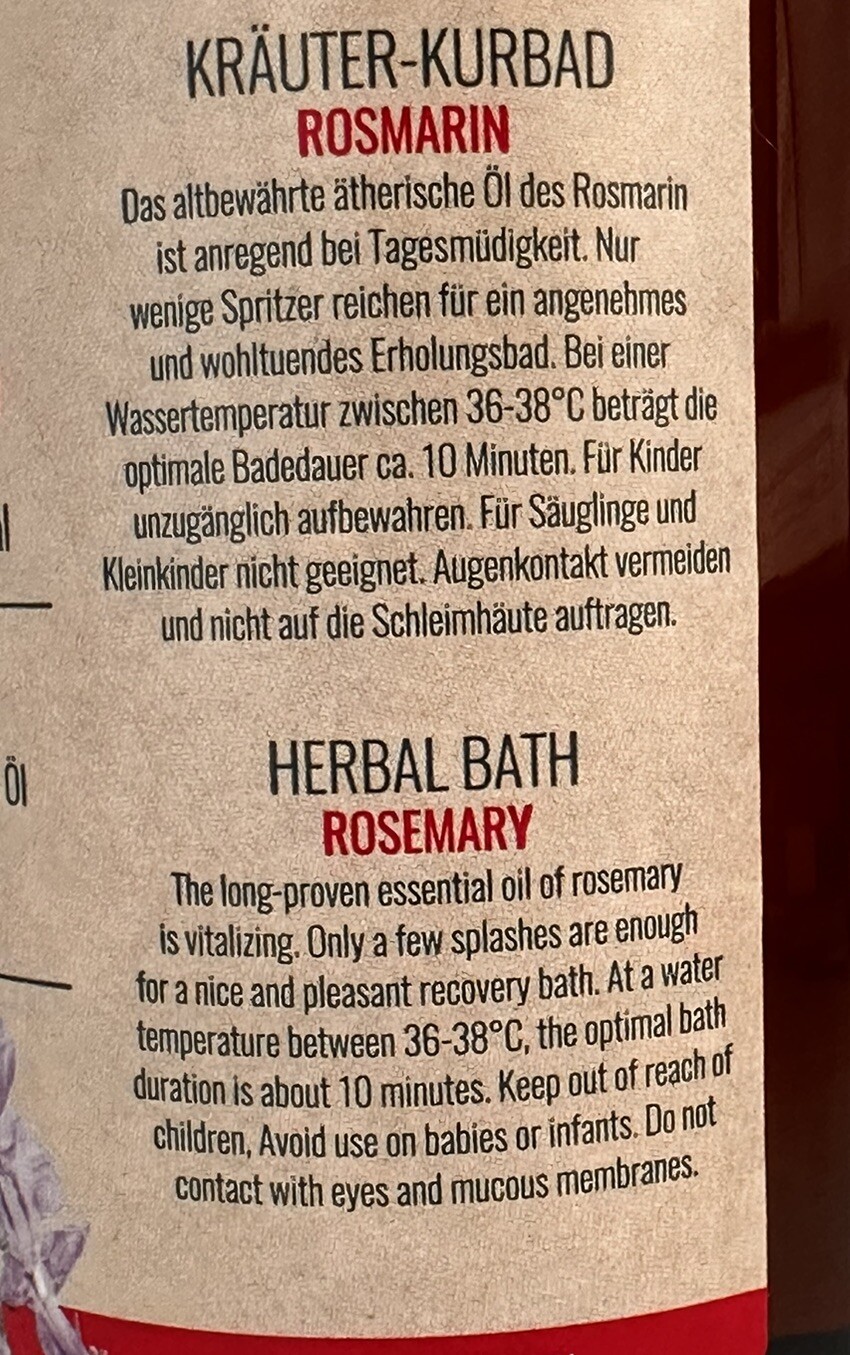 KRÄUTER-KURBAD
ROSMARIN
Das altbewährte ätherische Öl des Rosmarin
ist anregend bei Tagesmüdigkeit. Nur
wenige Spritzer reichen für ein angenehmes
und wohltuendes Erholungsbad. Bei einer
Wassertemperatur zwischen 36-38°C beträgt die
optimale Badedauer ca. 10 Minuten. Für Kinder
unzugänglich aufbewahren. Für Säuglinge und
Kleinkinder nicht geeignet. Augenkontakt vermeiden
und nicht auf die Schleimhäute auftragen.
Öl
HERBAL BATH
ROSEMARY
The long-proven essential oil of rosemary
is vitalizing. Only a few splashes are enough
for a nice and pleasant recovery bath. At a water
temperature between 36-38°C, the optimal bath
duration is about 10 minutes. Keep out of reach of
children, Avoid use on babies or infants. Do not
contact with eyes and mucous membranes.